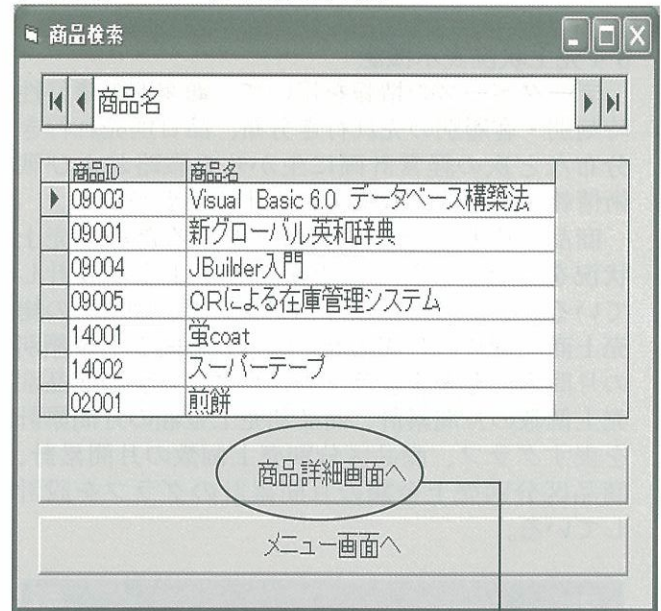 商品検索
商品名
商品ID 商品名
09003 Visual Basic 6.0 データベース構築法
09001 新グローバル英和辞典
09004 JBuilder入門
09005 ORによる在庫管理システム
14001 蛍coat
14002 スーパーテープ
02001 煎餅
商品詳細画面へ
メニュー画面へ